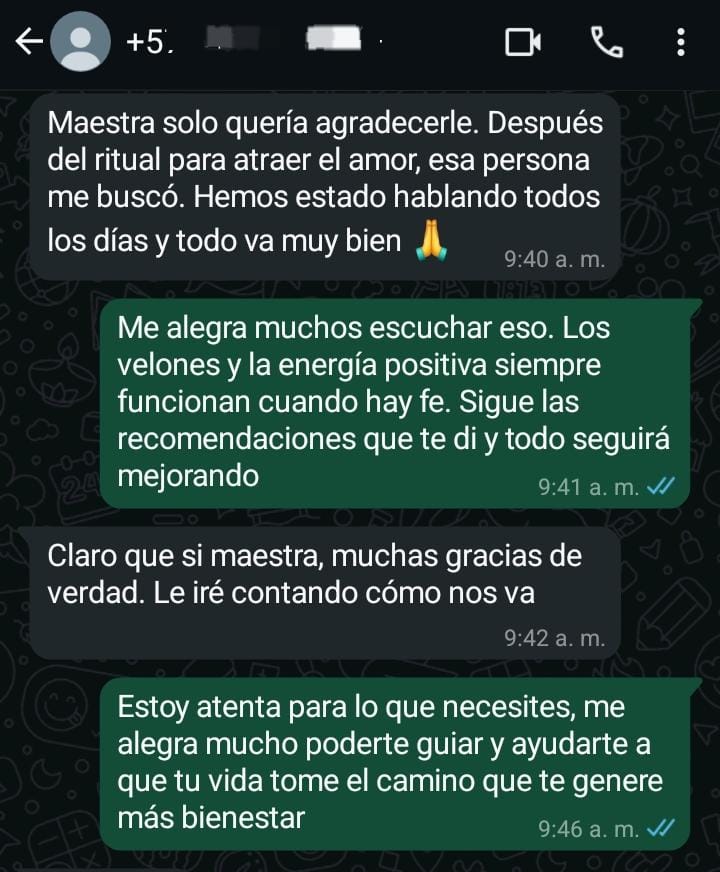 +57
Maestra solo quería agradecerle. Después
del ritual para atraer el amor, esa persona
me buscó. Hemos estado hablando todos
los días y todo va muy bien 🙏
9:40 a. m.
Me alegra muchos escuchar eso. Los
velones y la energía positiva siempre
funcionan cuando hay fe. Sigue las
recomendaciones que te di y todo seguirá
mejorando
9:41 a. m.
Claro que si maestra, muchas gracias de
verdad. Le iré contando cómo nos va
9:42 a. m.
Estoy atenta para lo que necesites, me
alegra mucho poderte guiar y ayudarte a
que tu vida tome el camino que te genere
más bienestar
9:46 a. m.